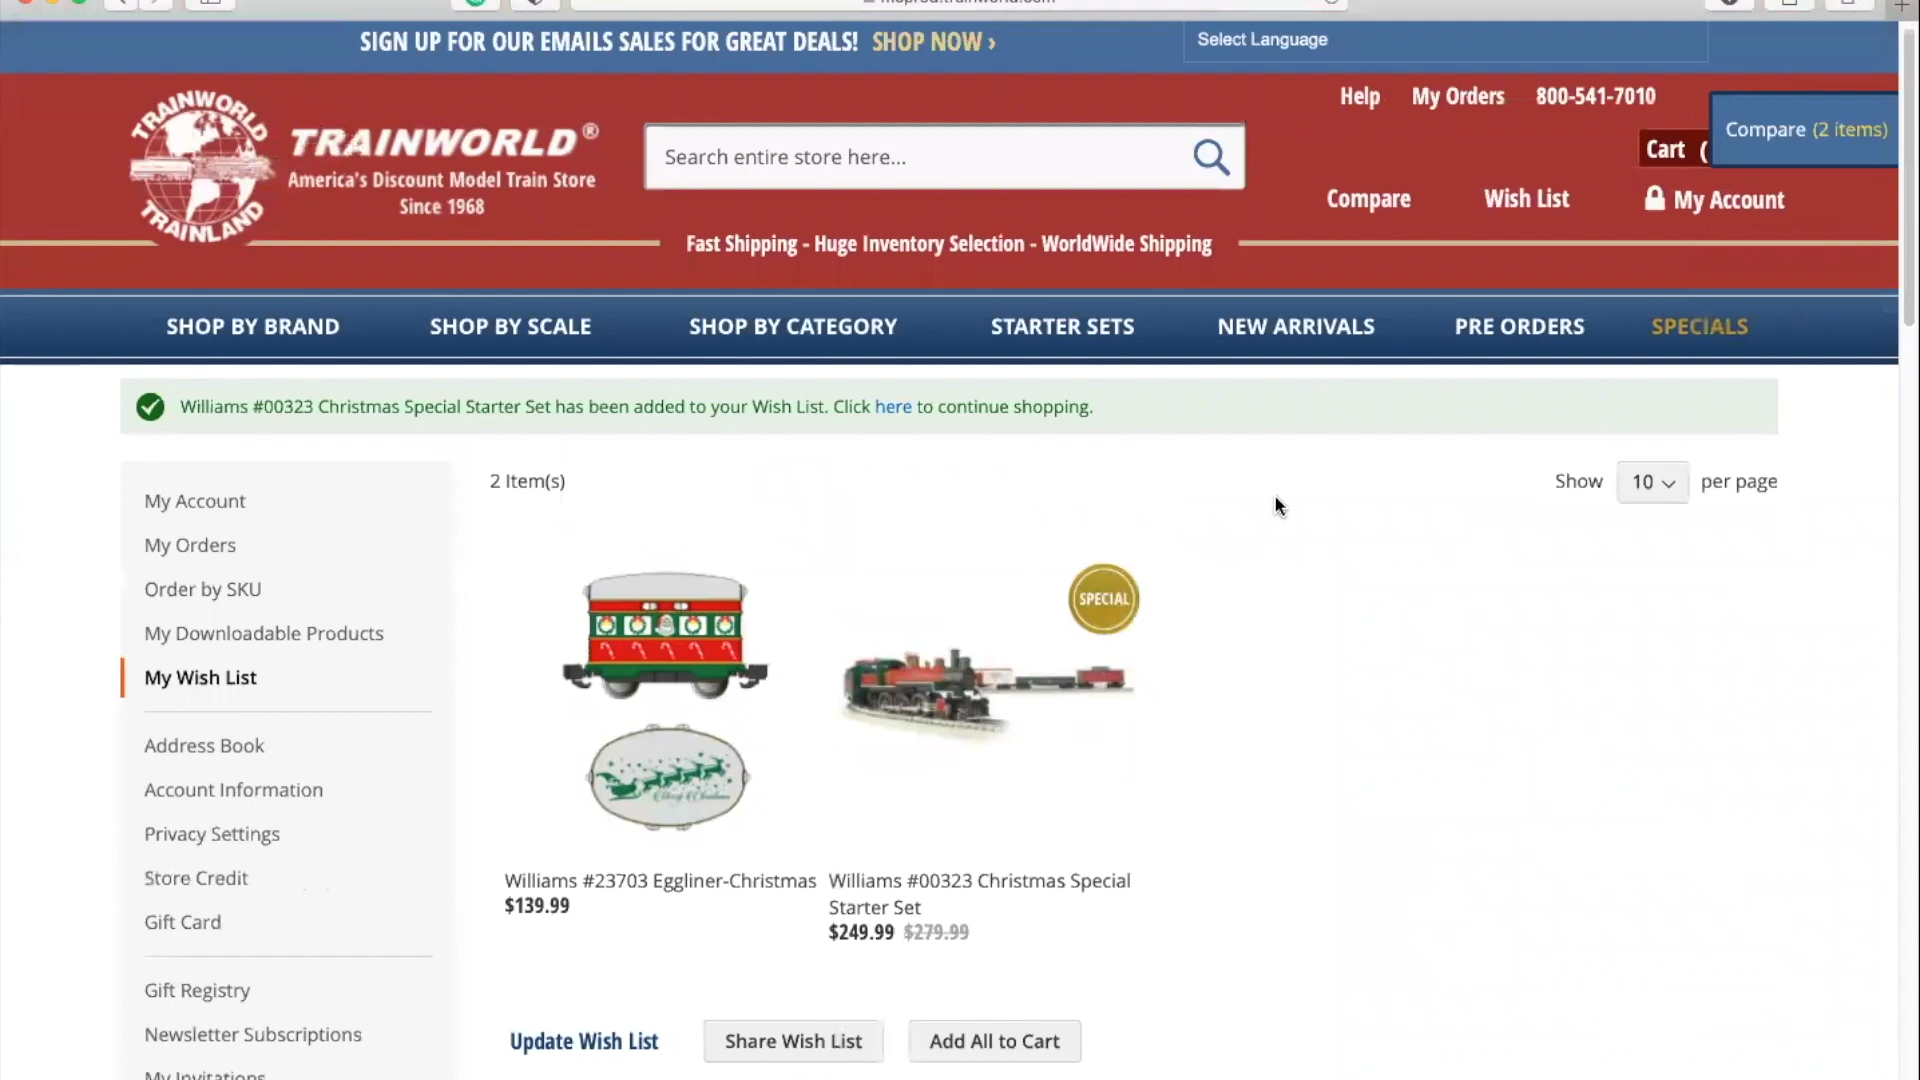 SIGN UP FOR OUR EMAILS SALES FOR GREAT DEALS! SHOP NOW ›
Select Language
Help My Orders 800-541-7010
Compare (2 items)
TRAINWORLD
TRAINLAND
TRAINWORLD®
America's Discount Model Train Store
Since 1968
Search entire store here...
Cart (
Compare Wish List My Account
Fast Shipping - Huge Inventory Selection - WorldWide Shipping
SHOP BY BRAND SHOP BY SCALE SHOP BY CATEGORY STARTER SETS NEW ARRIVALS PRE ORDERS SPECIALS
Williams #00323 Christmas Special Starter Set has been added to your Wish List. Click here to continue shopping.
My Account
My Orders
Order by SKU
My Downloadable Products
My Wish List
Address Book
Account Information
Privacy Settings
Store Credit
Gift Card
Gift Registry
Newsletter Subscriptions
My Invitations
2 Item(s)
Show 10 per page
SPECIAL
Merry Christmas
Williams #23703 Eggliner-Christmas
$139.99
Williams #00323 Christmas Special
Starter Set
$249.99 $279.99
Update Wish List Share Wish List Add All to Cart